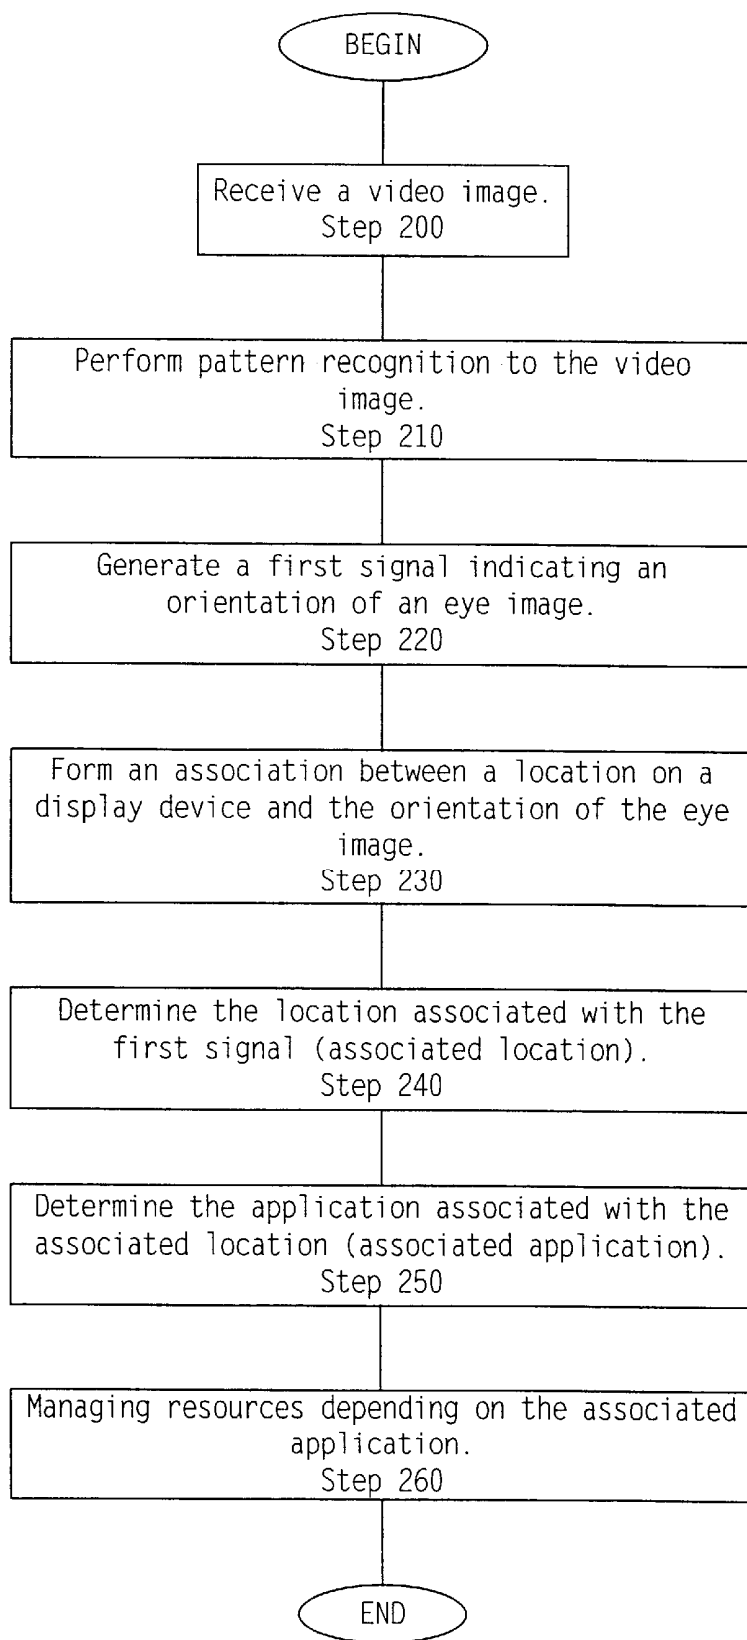 BEGIN
Receive a video image.
Step 200
Perform pattern recognition to the video
image.
Step 210
Generate a first signal indicating an
orientation of an eye image.
Step 220
Form an association between a location on a
display device and the orientation of the eye
image.
Step 230
Determine the location associated with the
first signal (associated location).
Step 240
Determine the application associated with the
associated location (associated application).
Step 250
Managing resources depending on the associated
application.
Step 260
END